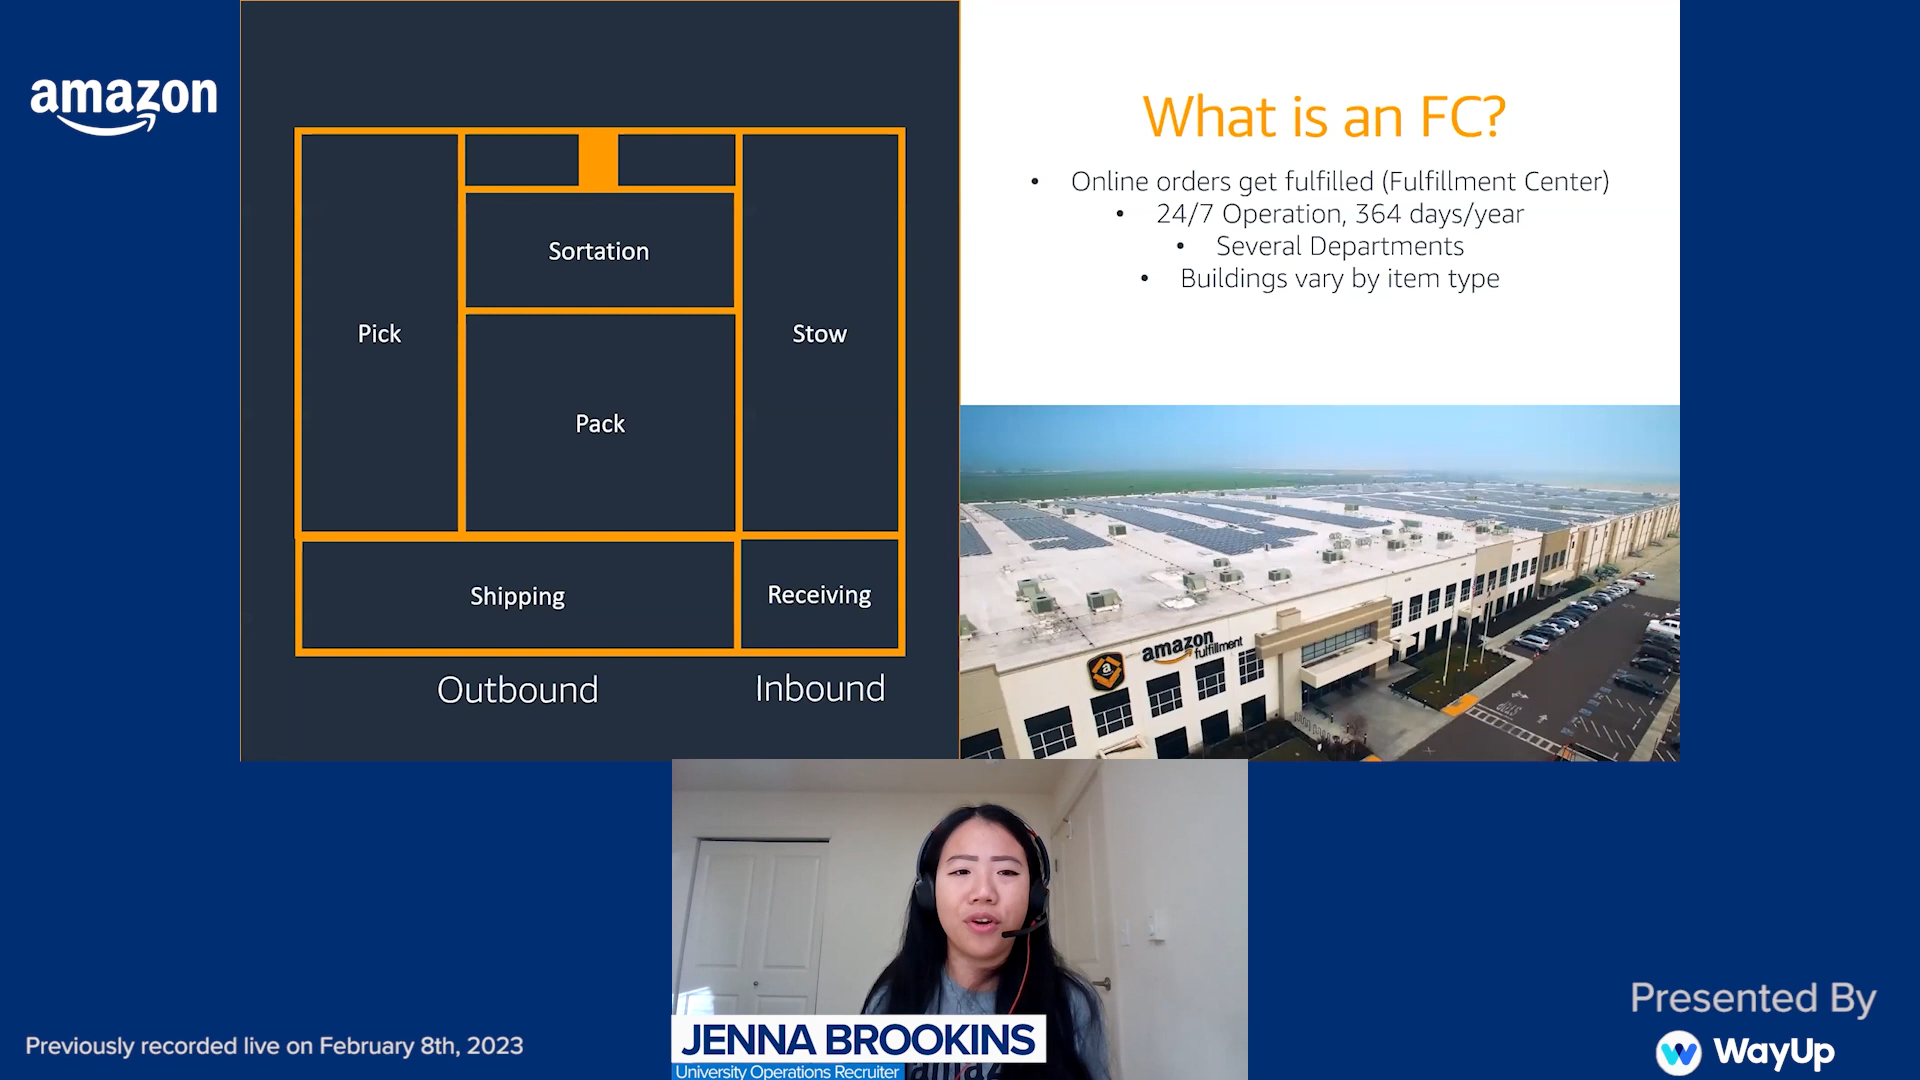 amazon
Pick
Sortation
Pack
Stow
Shipping
Receiving
Outbound
Inbound
What is an FC?
• Online orders get fulfilled (Fulfillment Center)
• 24/7 Operation, 364 days/year
• Several Departments
• Buildings vary by item type
a
amazon
fulfillment
JENNA BROOKINS
University Operations Recruiter
Previously recorded live on February 8th, 2023
Presented By
WayUp